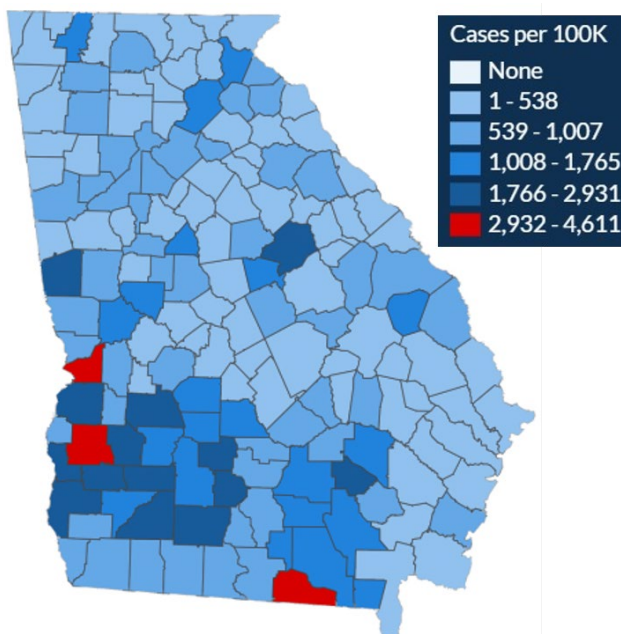 Cases per 100K
None
1 - 538
539 - 1,007
1,008 - 1,765
1,766 - 2,931
2,932 - 4,611